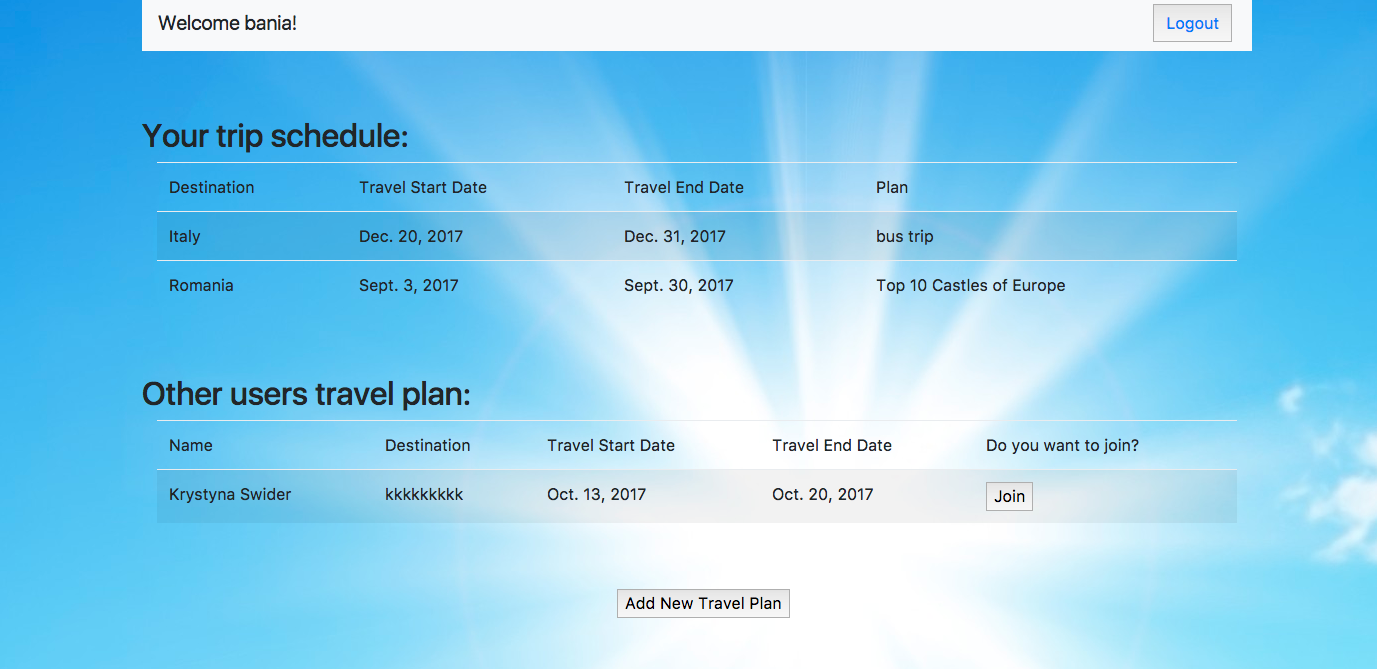 Welcome bania! Logout
Your trip schedule:
Destination Travel Start Date Travel End Date Plan
Italy Dec. 20, 2017 Dec. 31, 2017 bus trip
Romania Sept. 3, 2017 Sept. 30, 2017 Top 10 Castles of Europe
Other users travel plan:
Name Destination Travel Start Date Travel End Date Do you want to join?
Krystyna Swider kkkkkkkkk Oct. 13, 2017 Oct. 20, 2017 Join
Add New Travel Plan